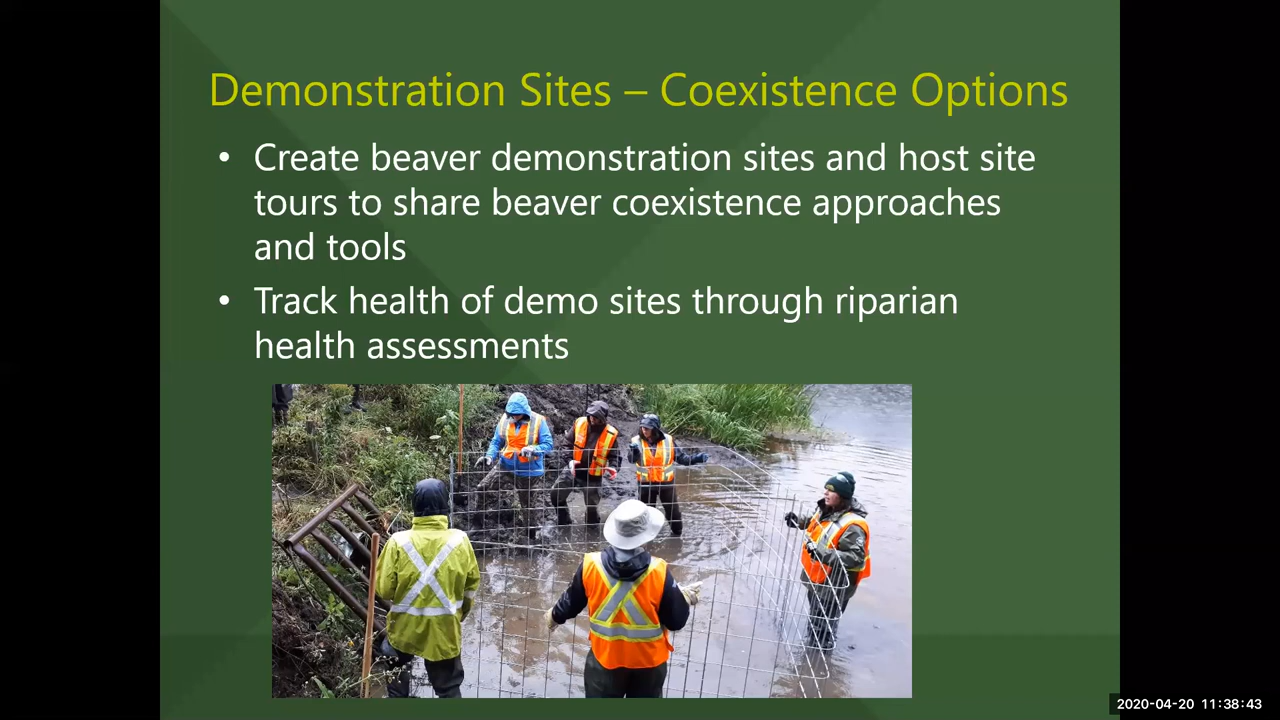 Demonstration Sites – Coexistence Options
• Create beaver demonstration sites and host site
tours to share beaver coexistence approaches
and tools
• Track health of demo sites through riparian
health assessments
2020-04-20 11:38:43